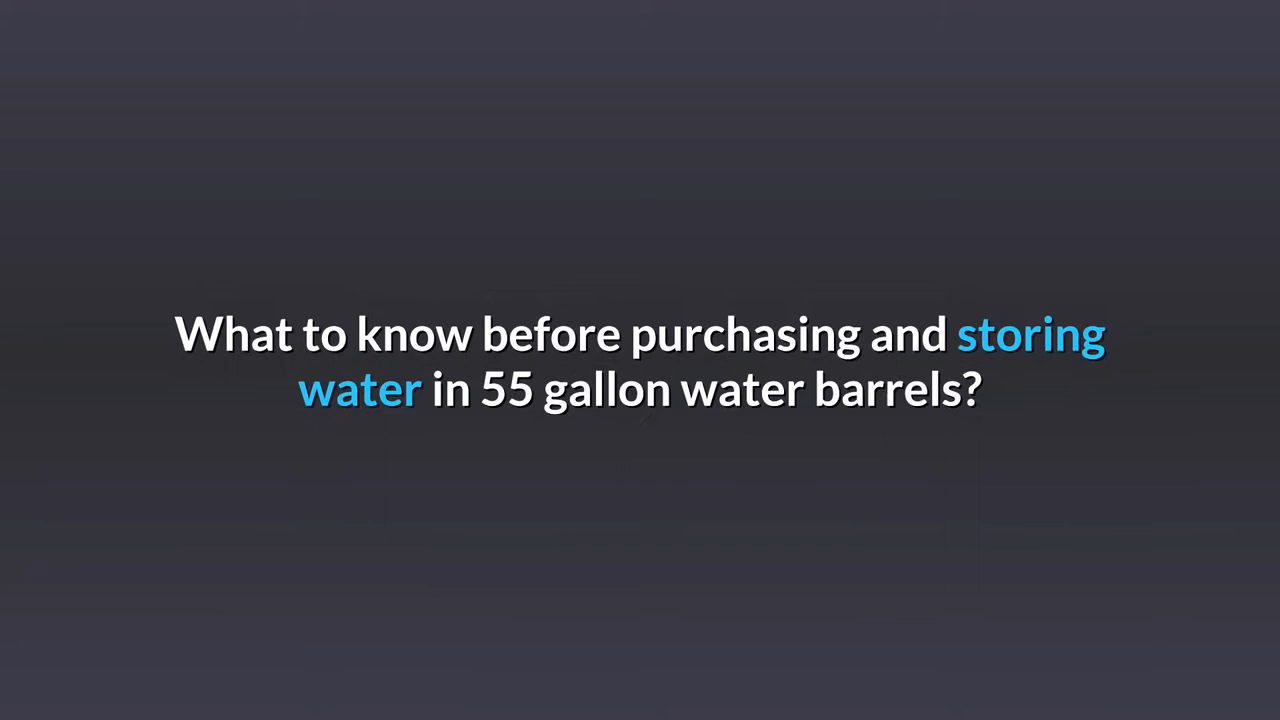 What to know before purchasing and storing
water in 55 gallon water barrels?